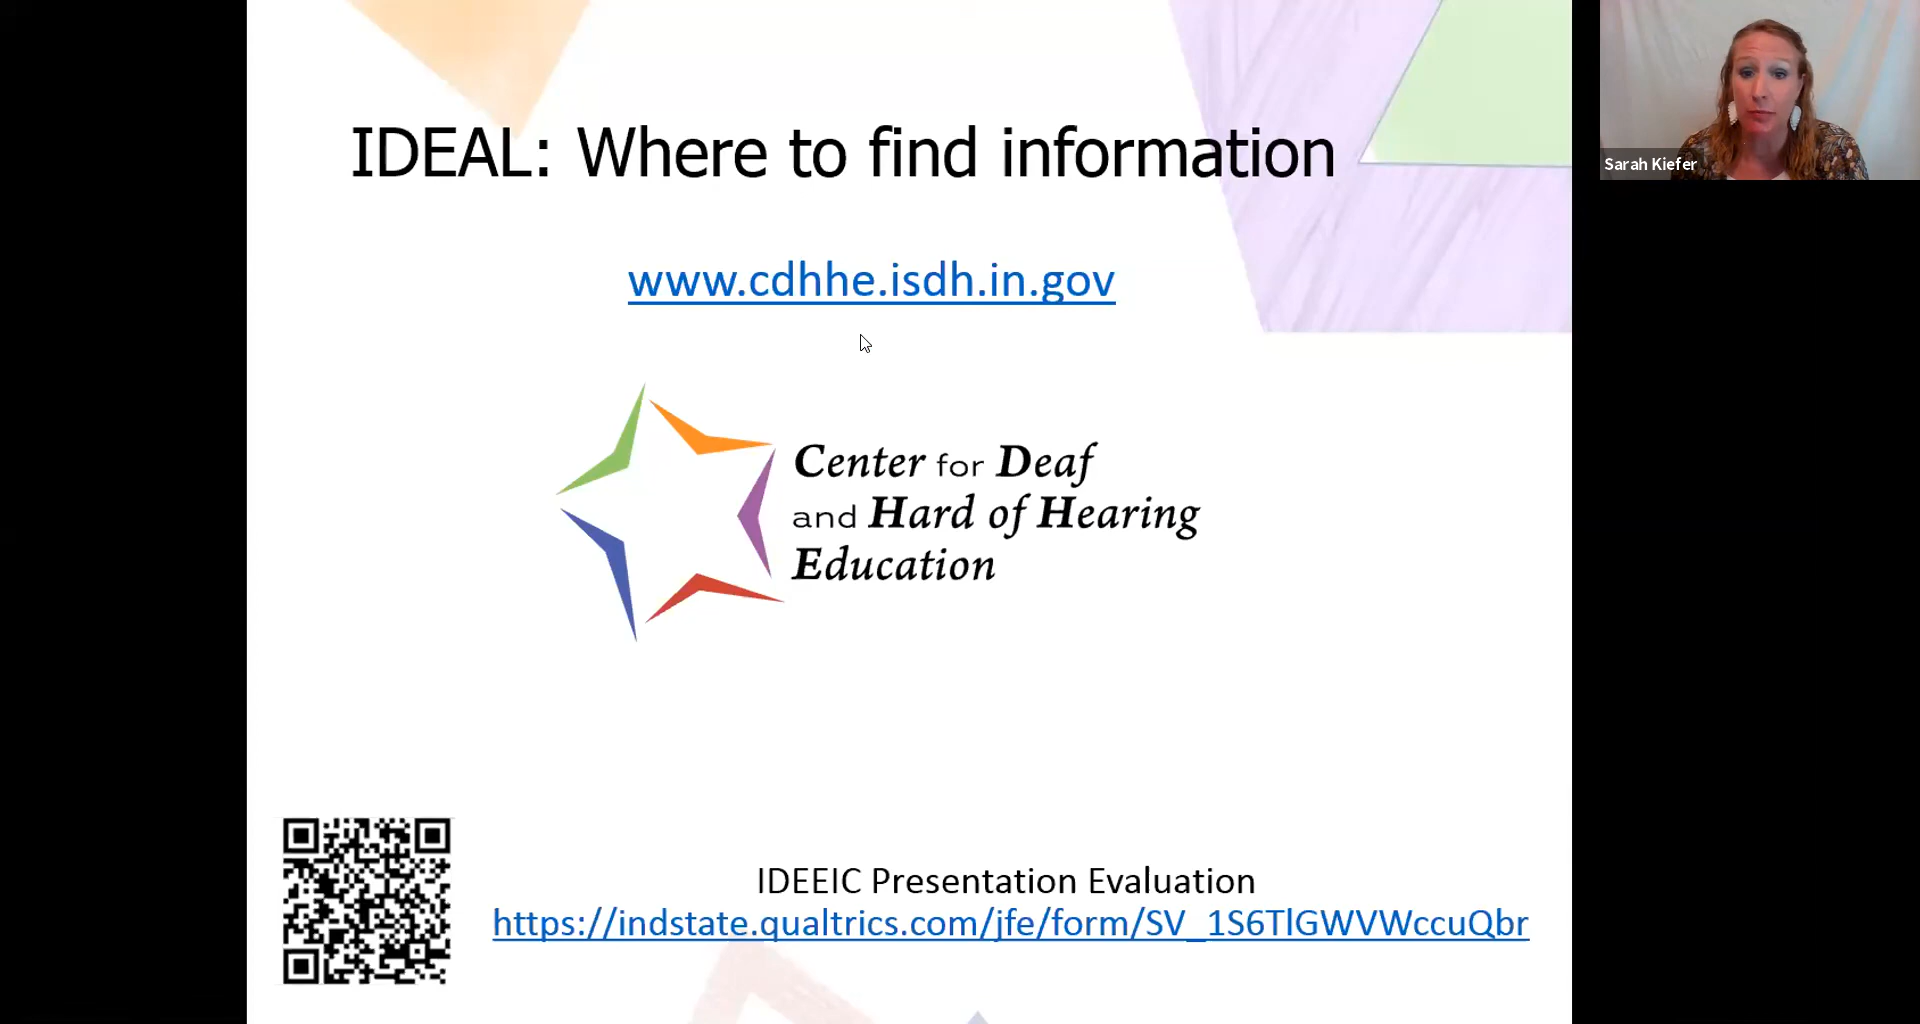 IDEAL: Where to find information
www.cdhhe.isdh.in.gov
Center for Deaf
and Hard of Hearing
Education
IDEEIC Presentation Evaluation
https://indstate.qualtrics.com/jfe/form/SV_1S6TlGWVWccuQbr
Sarah Kiefer